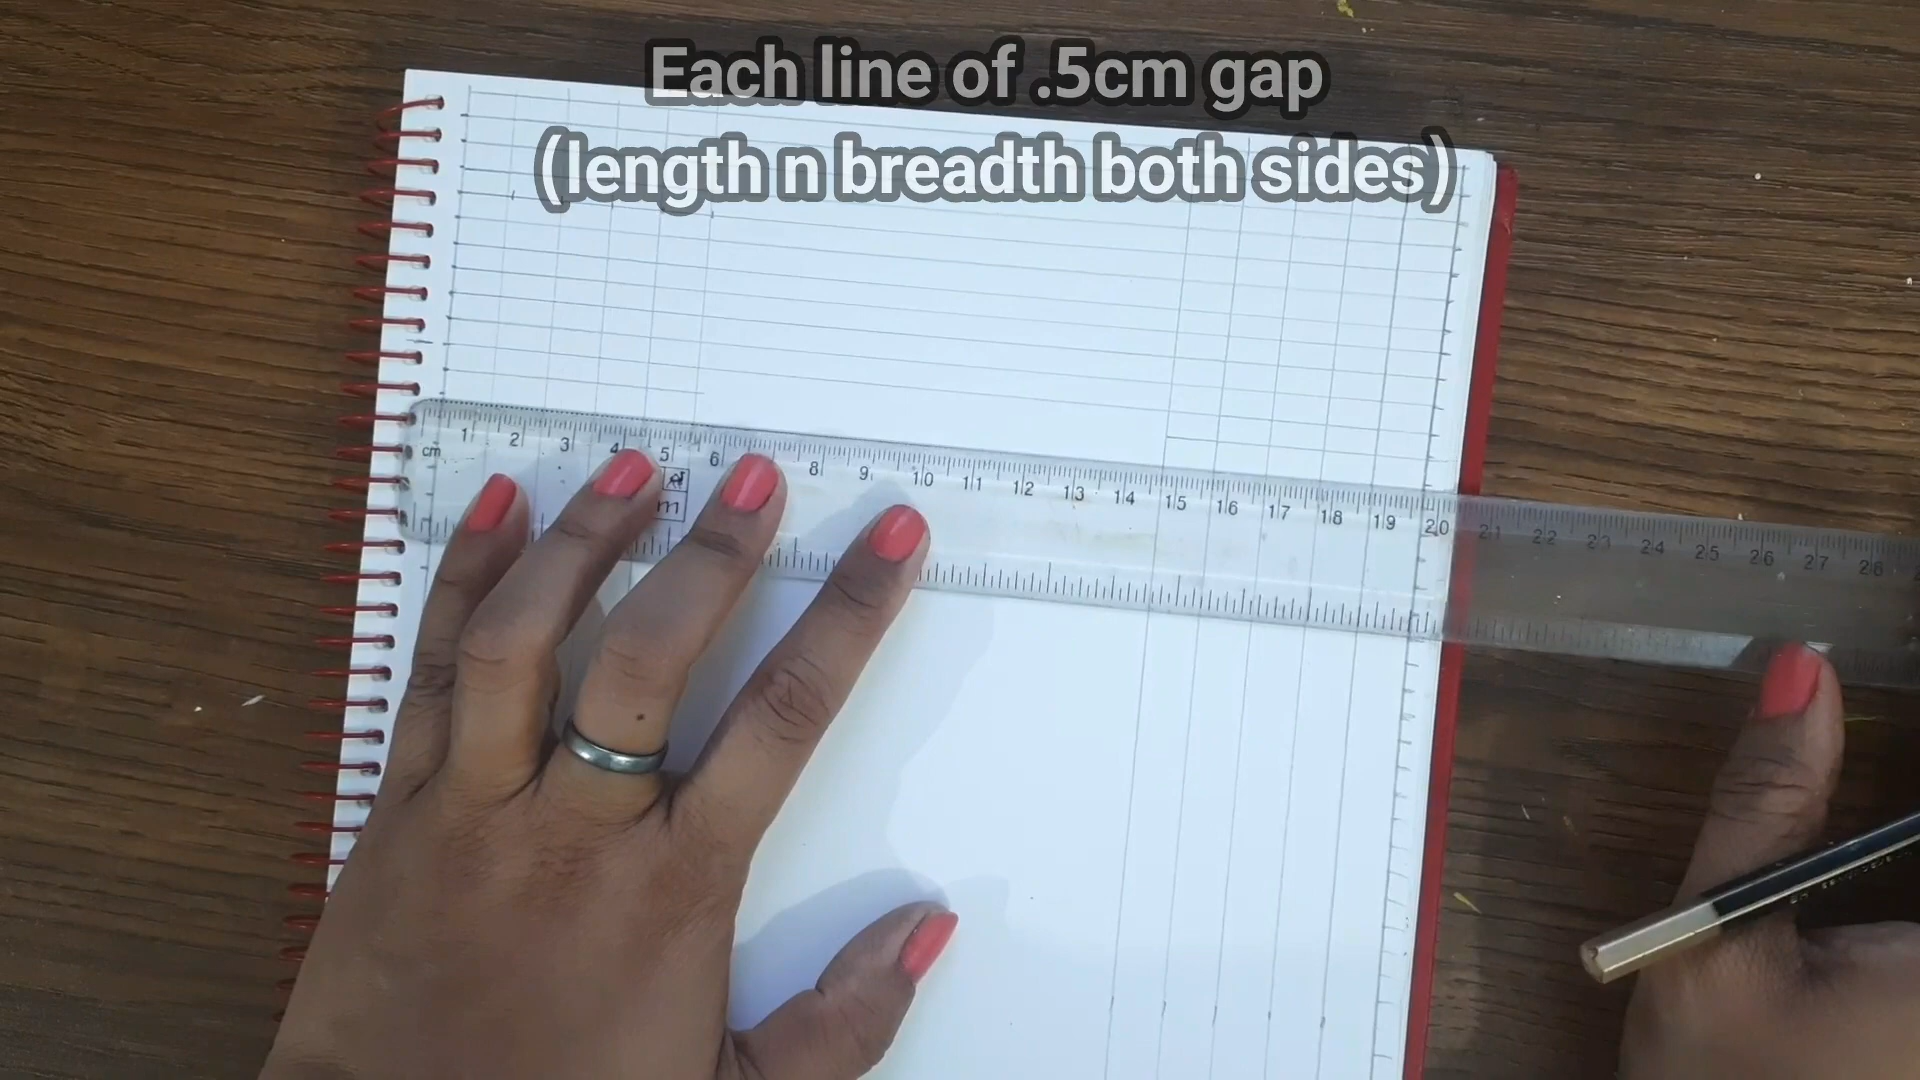 Each line of .5cm gap
(length n breadth both sides)
cm 1 2 3 4 5 6 8 9 10 11 12 13 14 15 16 17 18 19 20 21 22 23 24 25 26 27 28
m